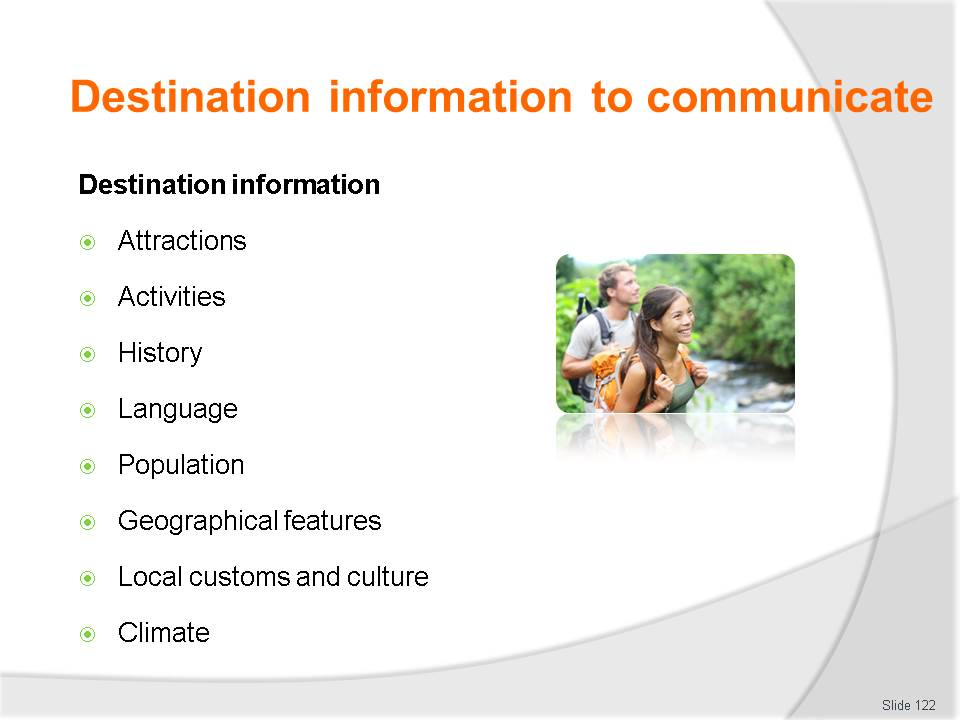 Destination information to communicate
Destination information
Attractions
Activities
History
Language
Population
Geographical features
Local customs and culture
Climate
Slide 122